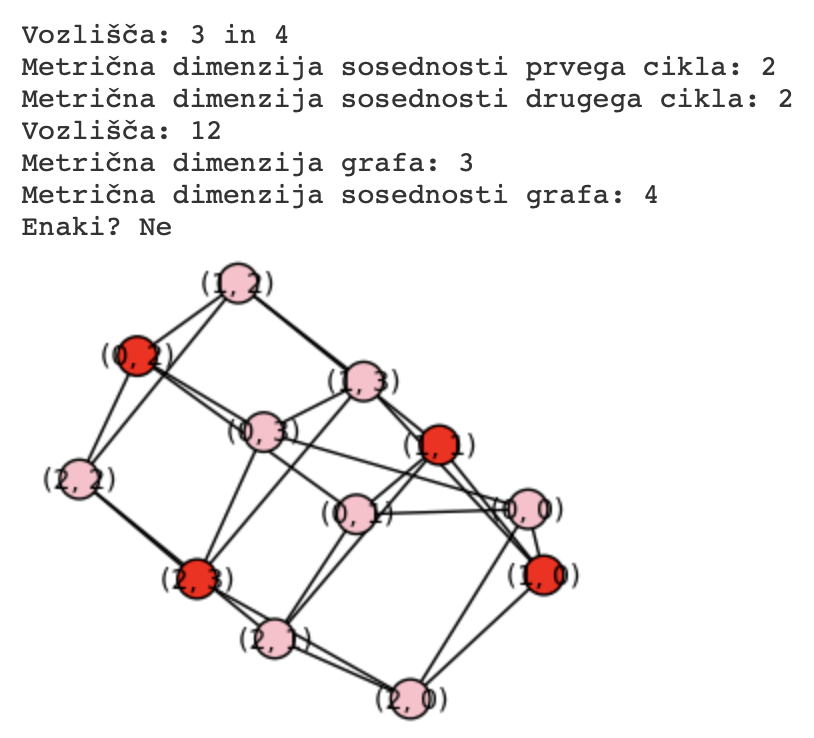 Vozlišča: 3 in 4
Metrična dimenzija sosednosti prvega cikla: 2
Metrična dimenzija sosednosti drugega cikla: 2
Vozlišča: 12
Metrična dimenzija grafa: 3
Metrična dimenzija sosednosti grafa: 4
Enaki? Ne
(1, 2)
(0, 2)
(1, 3)
(0, 3)
(1, 1)
(2, 2)
(0, 1)
(0, 0)
(2, 3)
(1, 0)
(2, 1)
(2, 0)